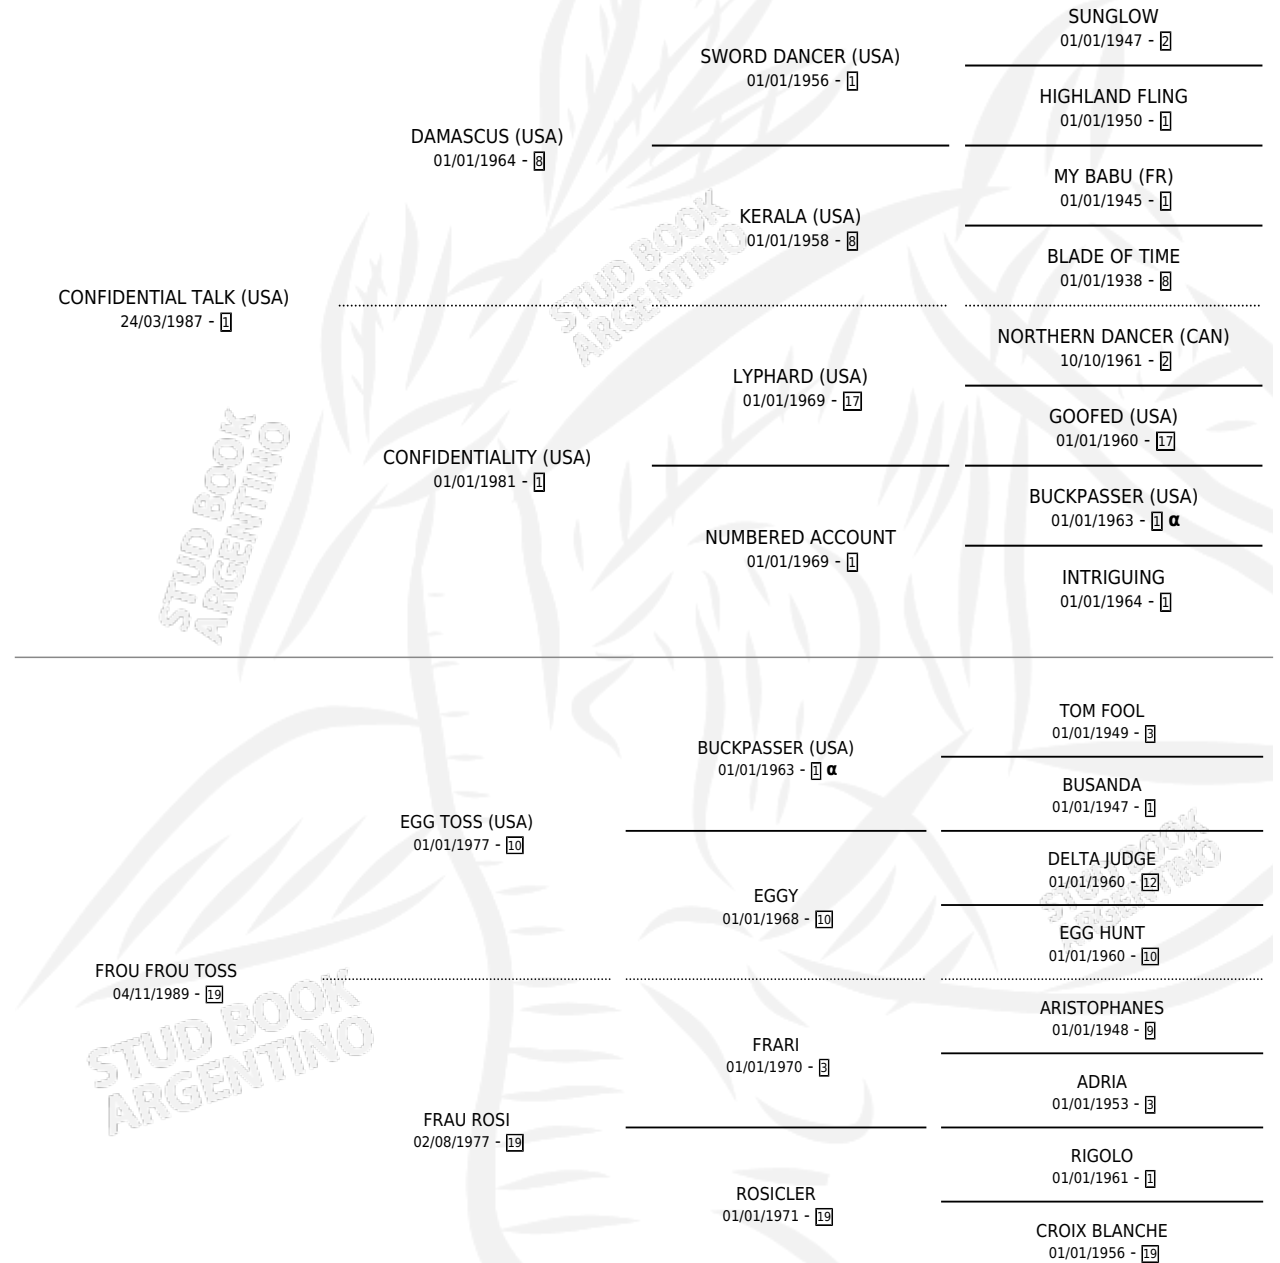 SUNGLOW
01/01/1947 - 2
SWORD DANCER (USA)
01/01/1956 - 1
HIGHLAND FLING
01/01/1950 - 1
DAMASCUS (USA)
01/01/1964 - 8
MY BABU (FR)
01/01/1945 - 1
KERALA (USA)
01/01/1958 - 8
BLADE OF TIME
01/01/1938 - 8
CONFIDENTIAL TALK (USA)
24/03/1987 - 1
NORTHERN DANCER (CAN)
10/10/1961 - 2
LYPHARD (USA)
01/01/1969 - 17
GOOFED (USA)
01/01/1960 - 17
CONFIDENTIALITY (USA)
01/01/1981 - 1
BUCKPASSER (USA)
01/01/1963 - 1 α
NUMBERED ACCOUNT
01/01/1969 - 1
INTRIGUING
01/01/1964 - 1
TOM FOOL
01/01/1949 - 3
BUCKPASSER (USA)
01/01/1963 - 1 α
BUSANDA
01/01/1947 - 1
EGG TOSS (USA)
01/01/1977 - 10
DELTA JUDGE
01/01/1960 - 12
EGGY
01/01/1968 - 10
EGG HUNT
01/01/1960 - 10
FROU FROU TOSS
04/11/1989 - 19
ARISTOPHANES
01/01/1948 - 9
FRARI
01/01/1970 - 3
ADRIA
01/01/1953 - 3
FRAU ROSI
02/08/1977 - 19
RIGOLO
01/01/1961 - 1
ROSICLER
01/01/1971 - 19
CROIX BLANCHE
01/01/1956 - 19
STUD BOOK
ARGENTINO
STUD BOOK
ARGENTINO
STUD BOOK
ARGENTINO
STUD BOOK
ARGENTINO